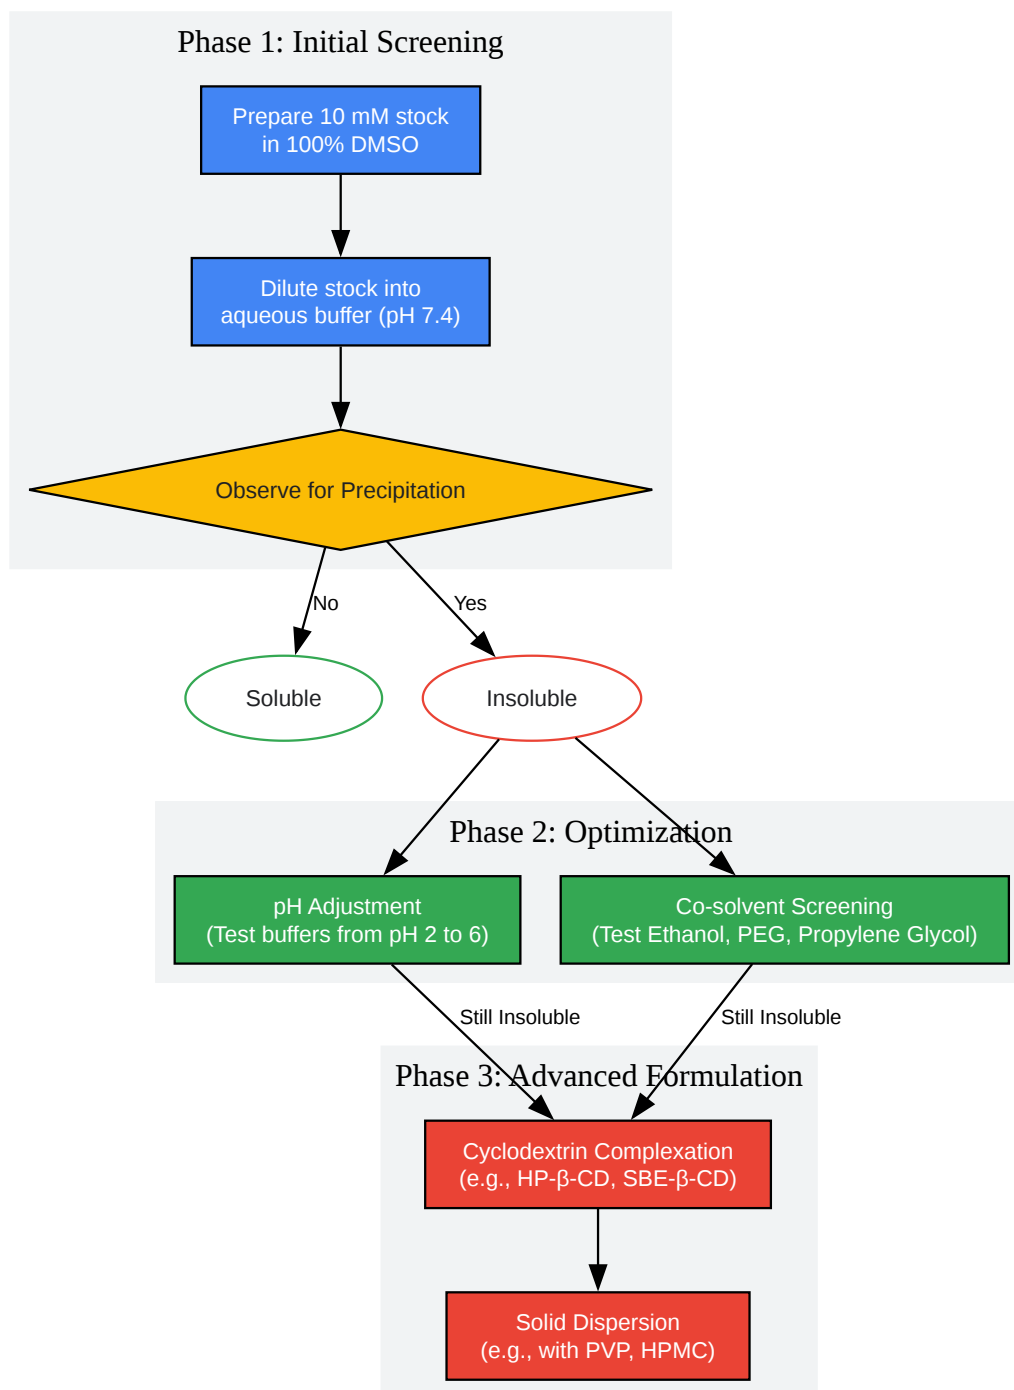 Phase 1: Initial Screening
Prepare 10 mM stock
in 100% DMSO
Dilute stock into
aqueous buffer (pH 7.4)
Observe for Precipitation
No
Yes
Soluble
Insoluble
Phase 2: Optimization
pH Adjustment
(Test buffers from pH 2 to 6)
Co-solvent Screening
(Test Ethanol, PEG, Propylene Glycol)
Still Insoluble
Still Insoluble
Phase 3: Advanced Formulation
Cyclodextrin Complexation
(e.g., HP-β-CD, SBE-β-CD)
Solid Dispersion
(e.g., with PVP, HPMC)